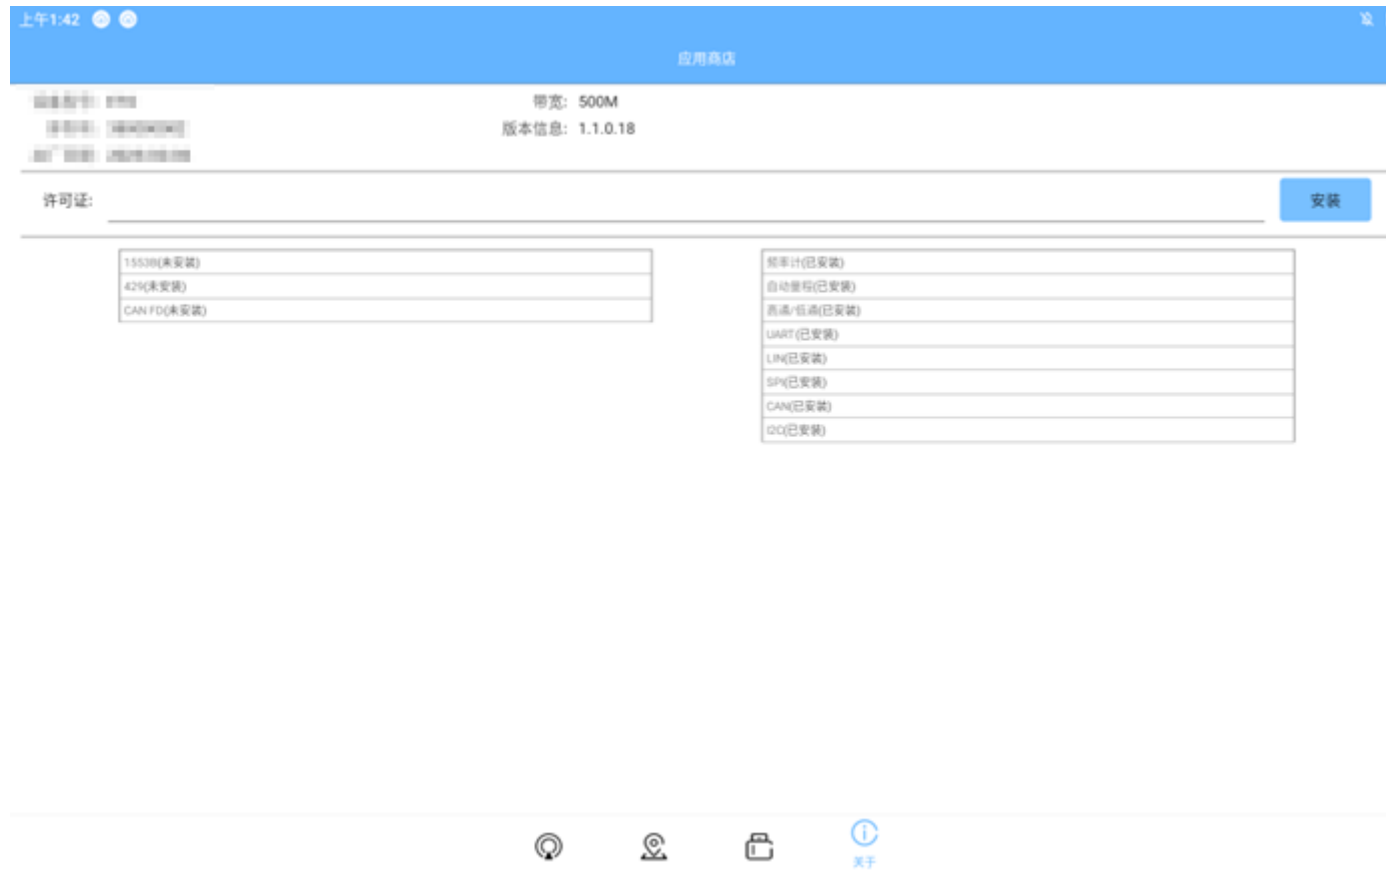 上午1:42
应用商店
带宽: 500M
版本信息: 1.1.0.18
许可证:
安装
1553B(未安装)
429(未安装)
CAN FD(未安装)
频率计(已安装)
自动量程(已安装)
高通/低通(已安装)
UART(已安装)
LIN(已安装)
SPI(已安装)
CAN(已安装)
I2C(已安装)
关于